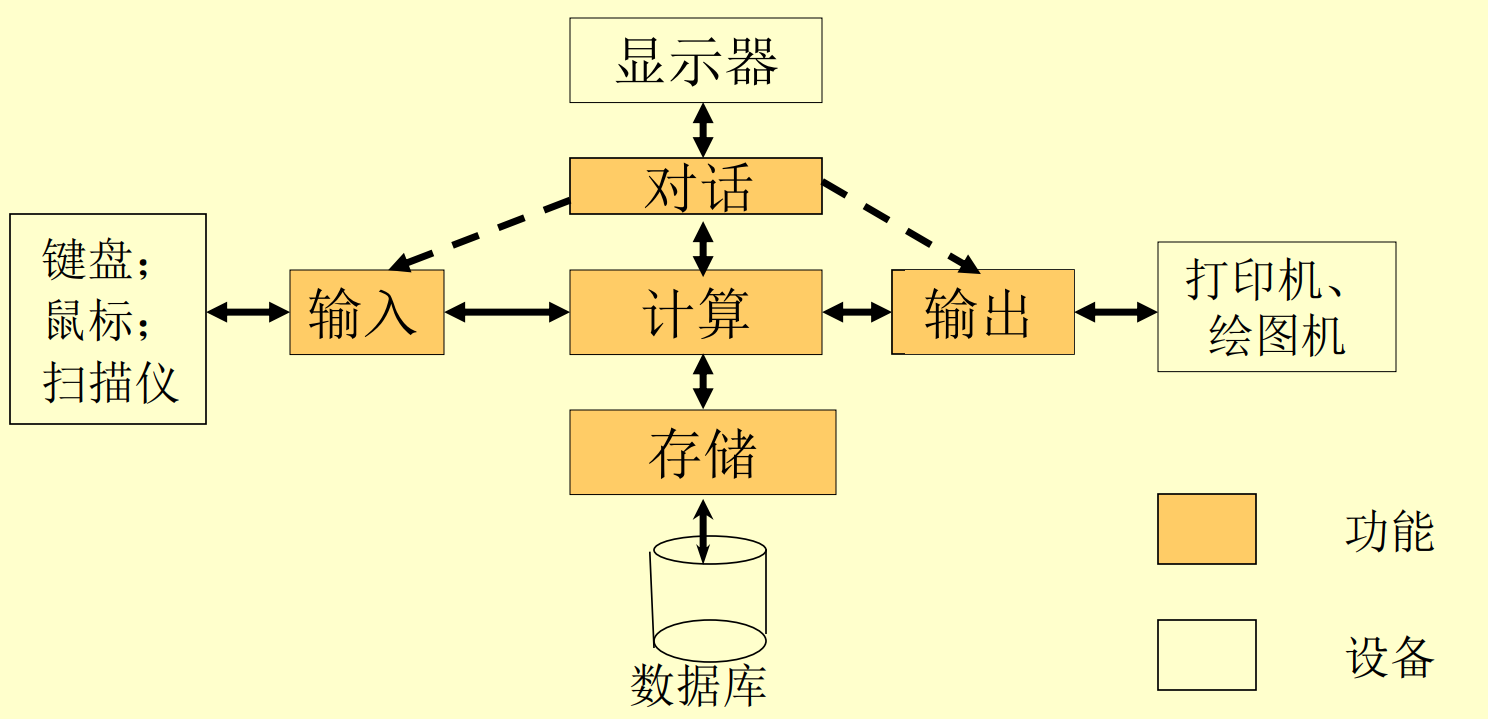 显示器
对话
键盘；
鼠标；
扫描仪
输入
计算
输出
打印机、
绘图机
存储
数据库
功能
设备